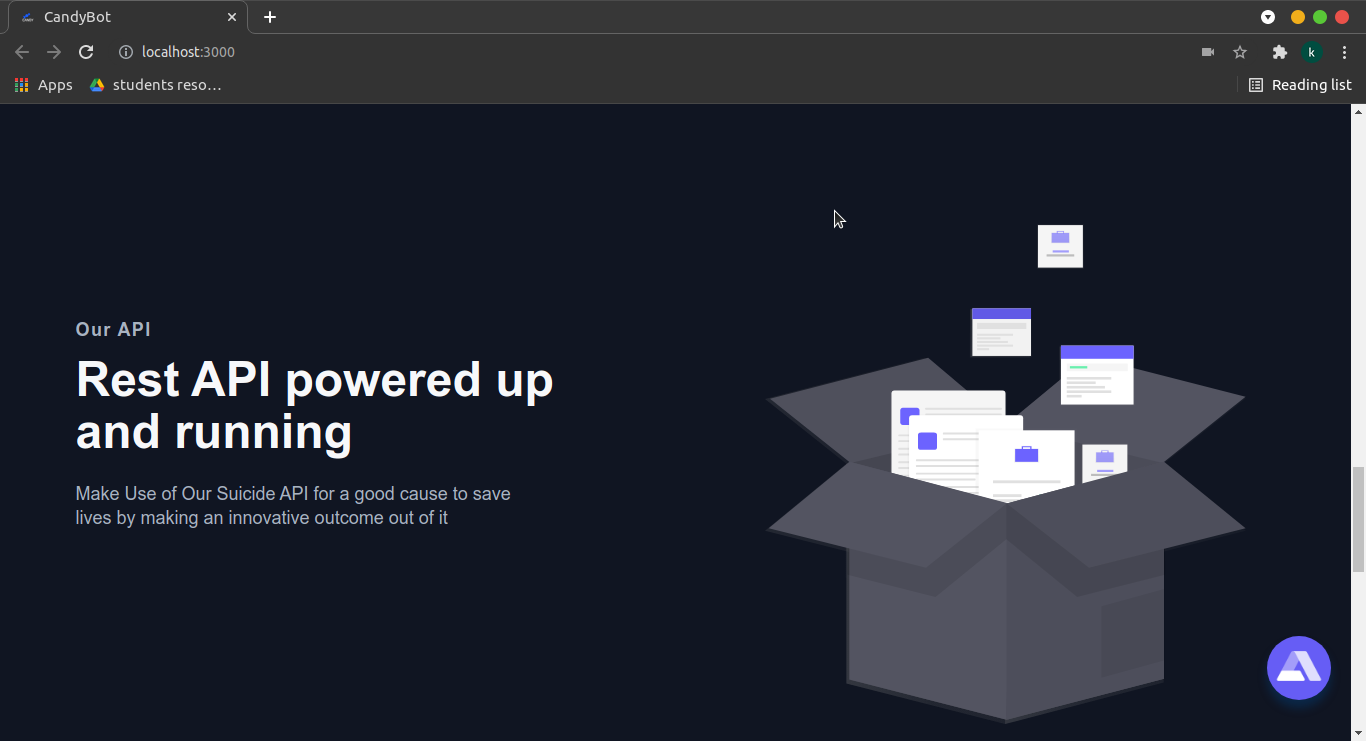 CandyBot
localhost:3000
k
Apps
students reso…
Reading list
Our API
Rest API powered up
and running
Make Use of Our Suicide API for a good cause to save
lives by making an innovative outcome out of it